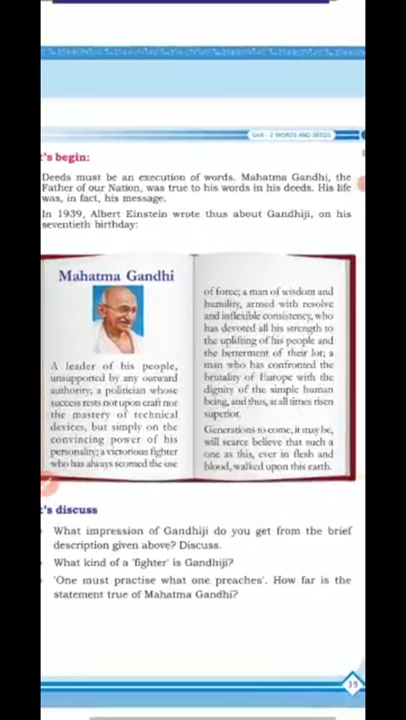 Unit - 2 WORDS AND DEEDS
's begin:
Deeds must be an execution of words. Mahatma Gandhi, the
Father of our Nation, was true to his words in his deeds. His life
was, in fact, his message.
In 1939, Albert Einstein wrote thus about Gandhiji, on his
seventieth birthday:
Mahatma Gandhi
A leader of his people,
unsupported by any outward
authority; a politician whose
success rests not upon craft nor
the mastery of technical
devices, but simply on the
convincing power of his
personality; a victorious fighter
who has always scorned the use
of force; a man of wisdom and
humility, armed with resolve
and inflexible consistency, who
has devoted all his strength to
the uplifting of his people and
the betterment of their lot; a
man who has confronted the
brutality of Europe with the
dignity of the simple human
being, and thus, at all times risen
superior.
Generations to come, it may be,
will scarce believe that such a
one as this, ever in flesh and
blood, walked upon this earth.
's discuss
What impression of Gandhiji do you get from the brief
description given above? Discuss.
What kind of a 'fighter' is Gandhiji?
'One must practise what one preaches'. How far is the
statement true of Mahatma Gandhi?
39